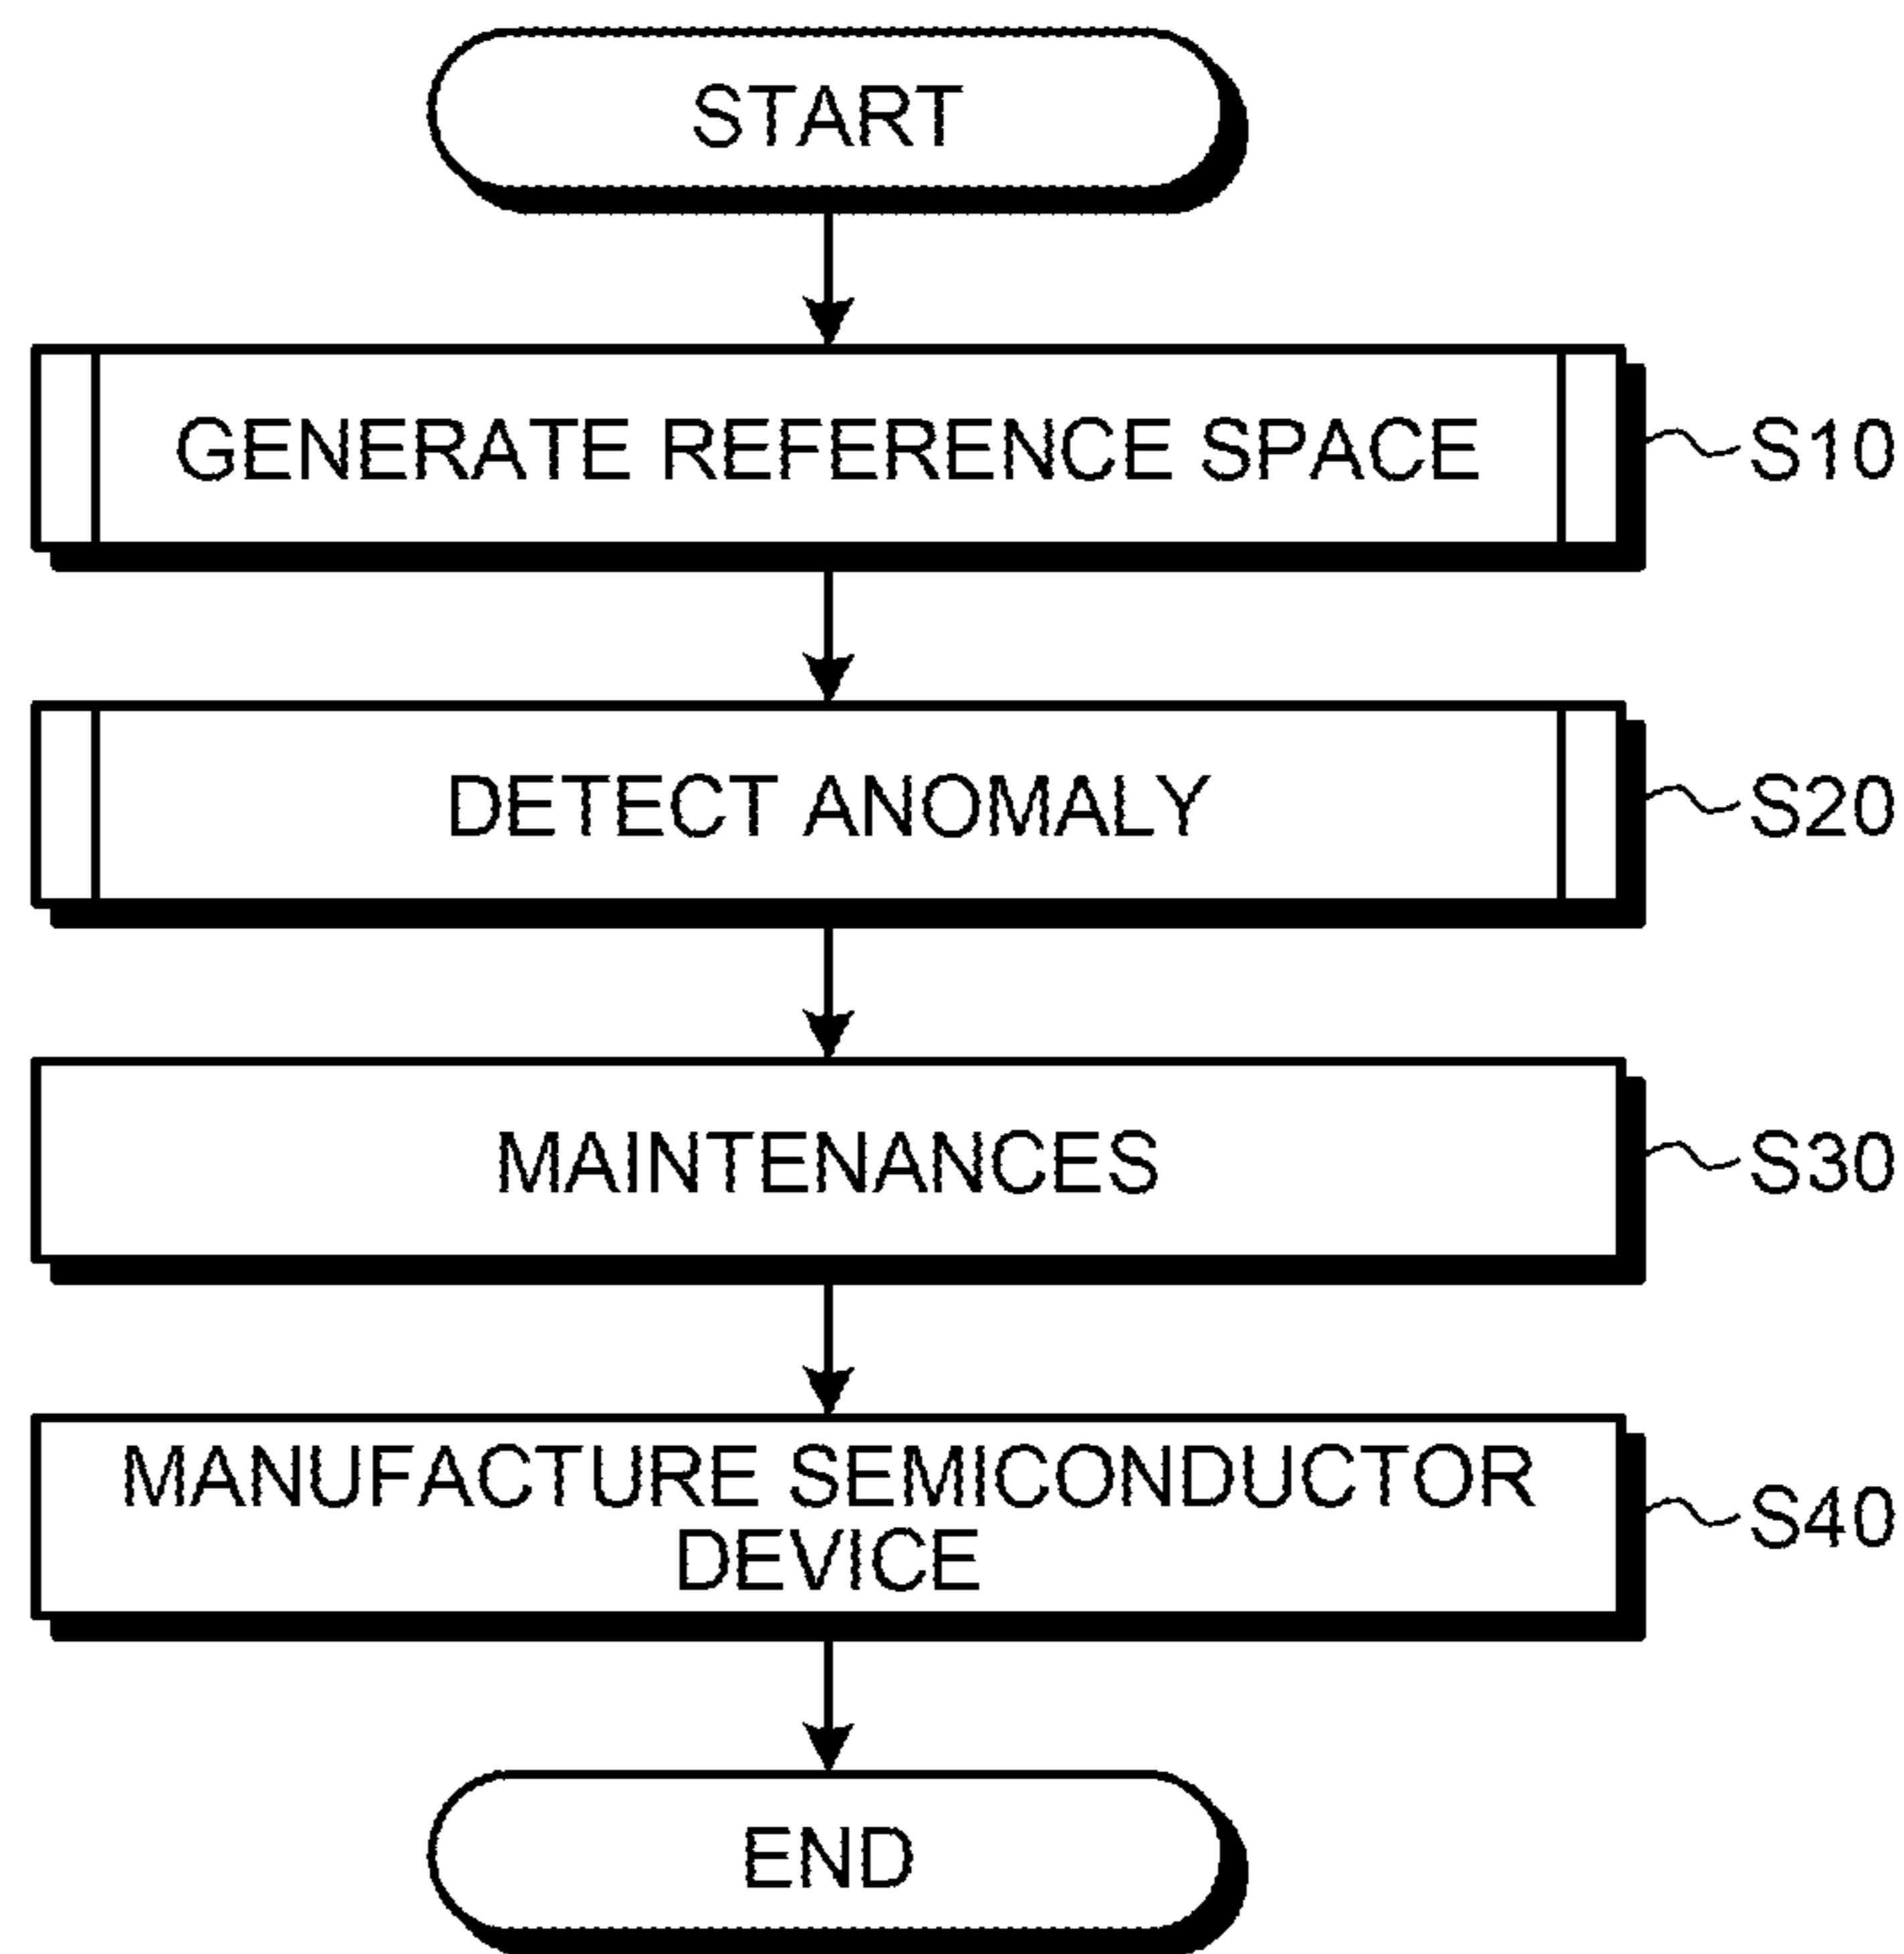 START
GENERATE REFERENCE SPACE
S10
DETECT ANOMALY
S20
MAINTENANCES
S30
MANUFACTURE SEMICONDUCTOR
DEVICE
S40
END